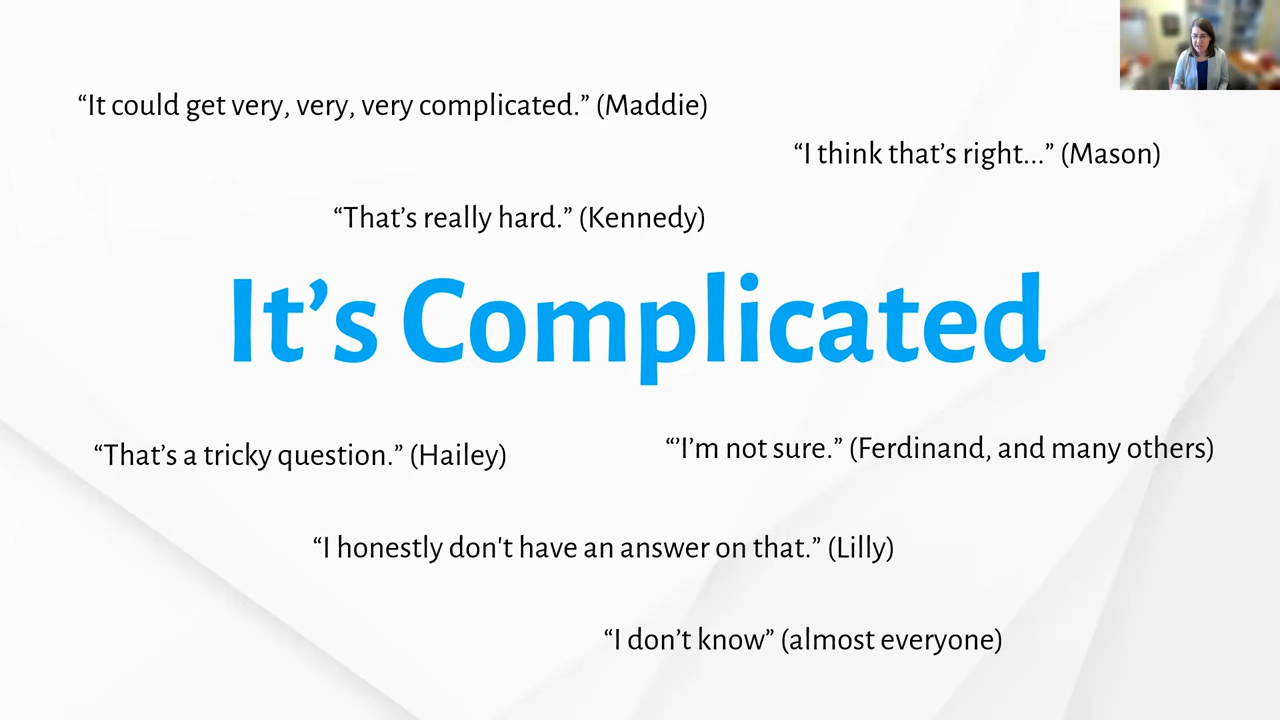 “It could get very, very, very complicated.” (Maddie)
“I think that’s right...” (Mason)
“That’s really hard.” (Kennedy)
It’s Complicated
“That’s a tricky question.” (Hailey)
“’I’m not sure.” (Ferdinand, and many others)
“I honestly don't have an answer on that.” (Lilly)
“I don’t know” (almost everyone)